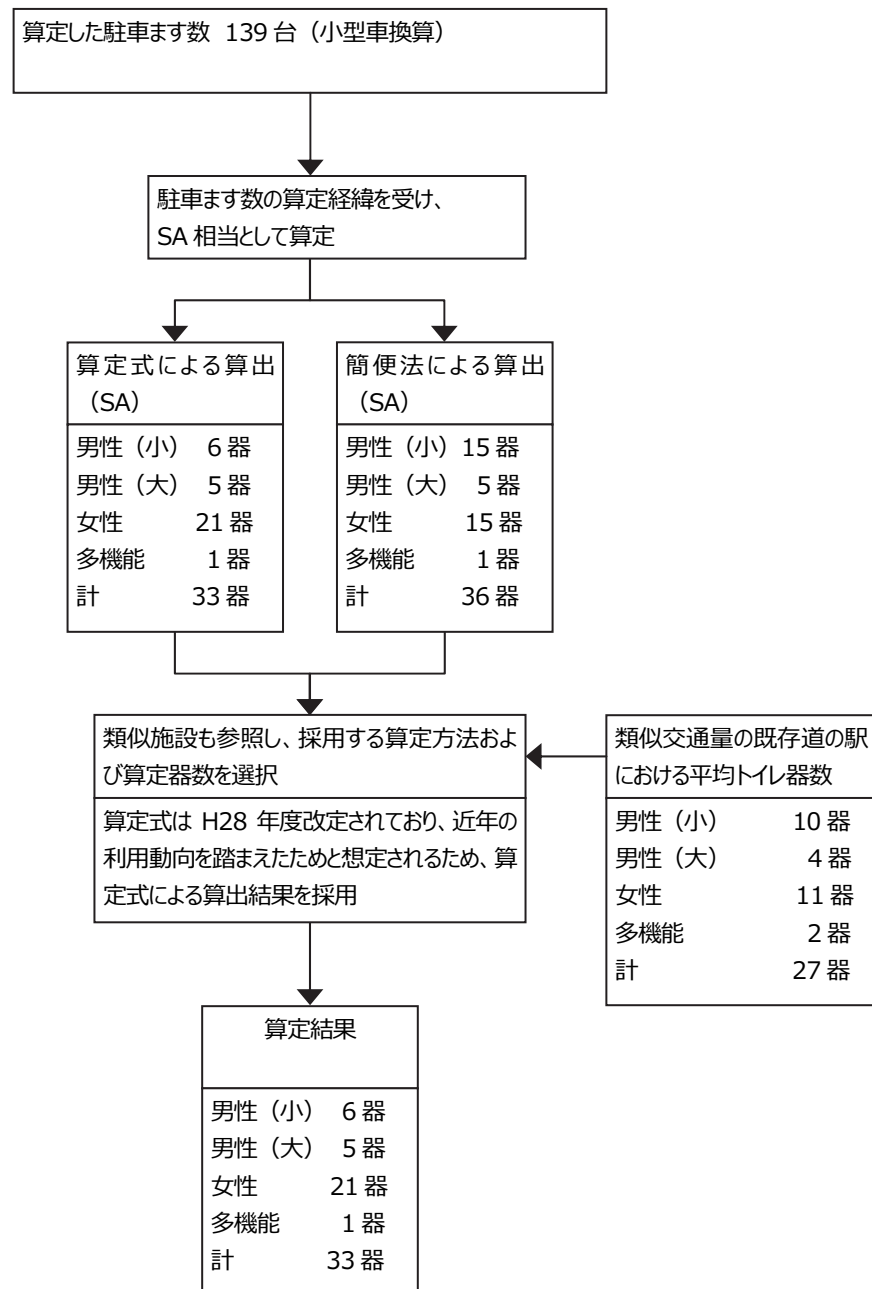 算定した駐車ます数 139 台（小型車換算）
駐車ます数の算定経緯を受け、
SA 相当として算定
算定式による算出
（SA）
男性（小） 6 器
男性（大） 5 器
女性 21 器
多機能 1 器
計 33 器
簡便法による算出
（SA）
男性（小） 15 器
男性（大） 5 器
女性 15 器
多機能 1 器
計 36 器
類似施設も参照し、採用する算定方法およ
び算定器数を選択
算定式は H28 年度改定されており、近年の
利用動向を踏まえたためと想定されるため、算
定式による算出結果を採用
類似交通量の既存道の駅
における平均トイレ器数
男性（小） 10 器
男性（大） 4 器
女性 11 器
多機能 2 器
計 27 器
算定結果
男性（小） 6 器
男性（大） 5 器
女性 21 器
多機能 1 器
計 33 器